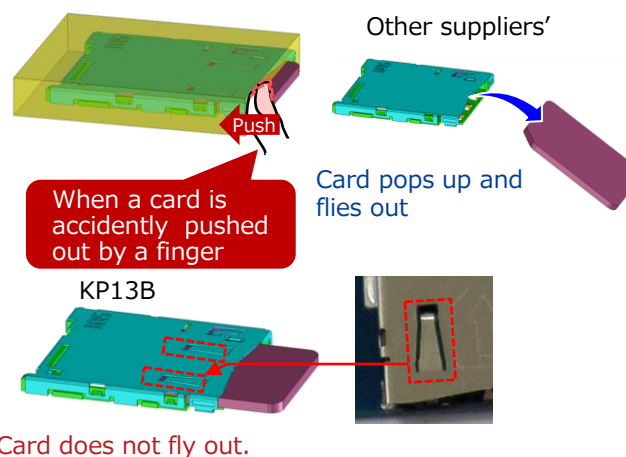 Other suppliers’
Push
When a card is
accidently pushed
out by a finger
Card pops up and
flies out
KP13B
Card does not fly out.